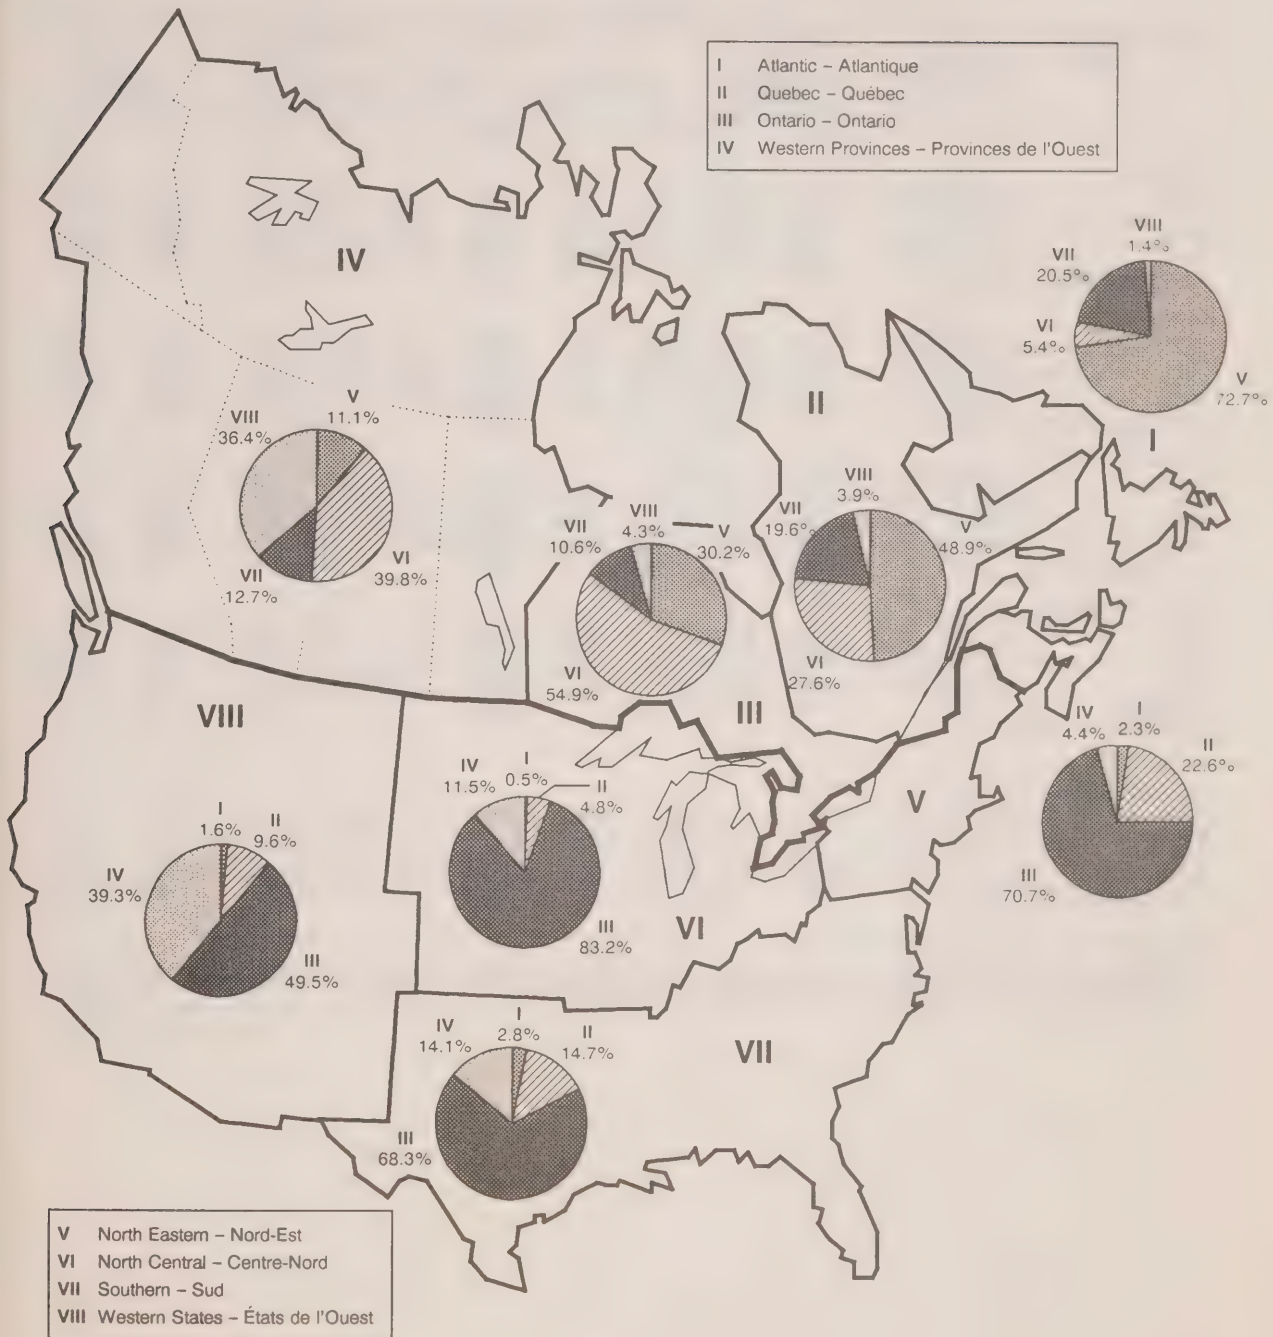 I Atlantic – Atlantique
II Quebec – Québec
III Ontario – Ontario
IV Western Provinces – Provinces de l'Ouest
VIII
1.4%
VII
20.5%
VI
5.4%
V
72.7%
I
IV
II
VIII
36.4%
V
11.1%
VII
12.7%
VI
39.8%
VII
10.6%
VIII
4.3%
V
30.2%
VI
54.9%
III
VIII
3.9%
VII
19.6%
V
48.9%
VI
27.6%
VIII
IV
11.5%
I
0.5%
II
4.8%
III
83.2%
VI
V
IV
4.4%
I
2.3%
II
22.6%
III
70.7%
I
1.6%
II
9.6%
IV
39.3%
III
49.5%
VII
IV
14.1%
I
2.8%
II
14.7%
III
68.3%
V North Eastern – Nord-Est
VI North Central – Centre-Nord
VII Southern – Sud
VIII Western States – États de l'Ouest